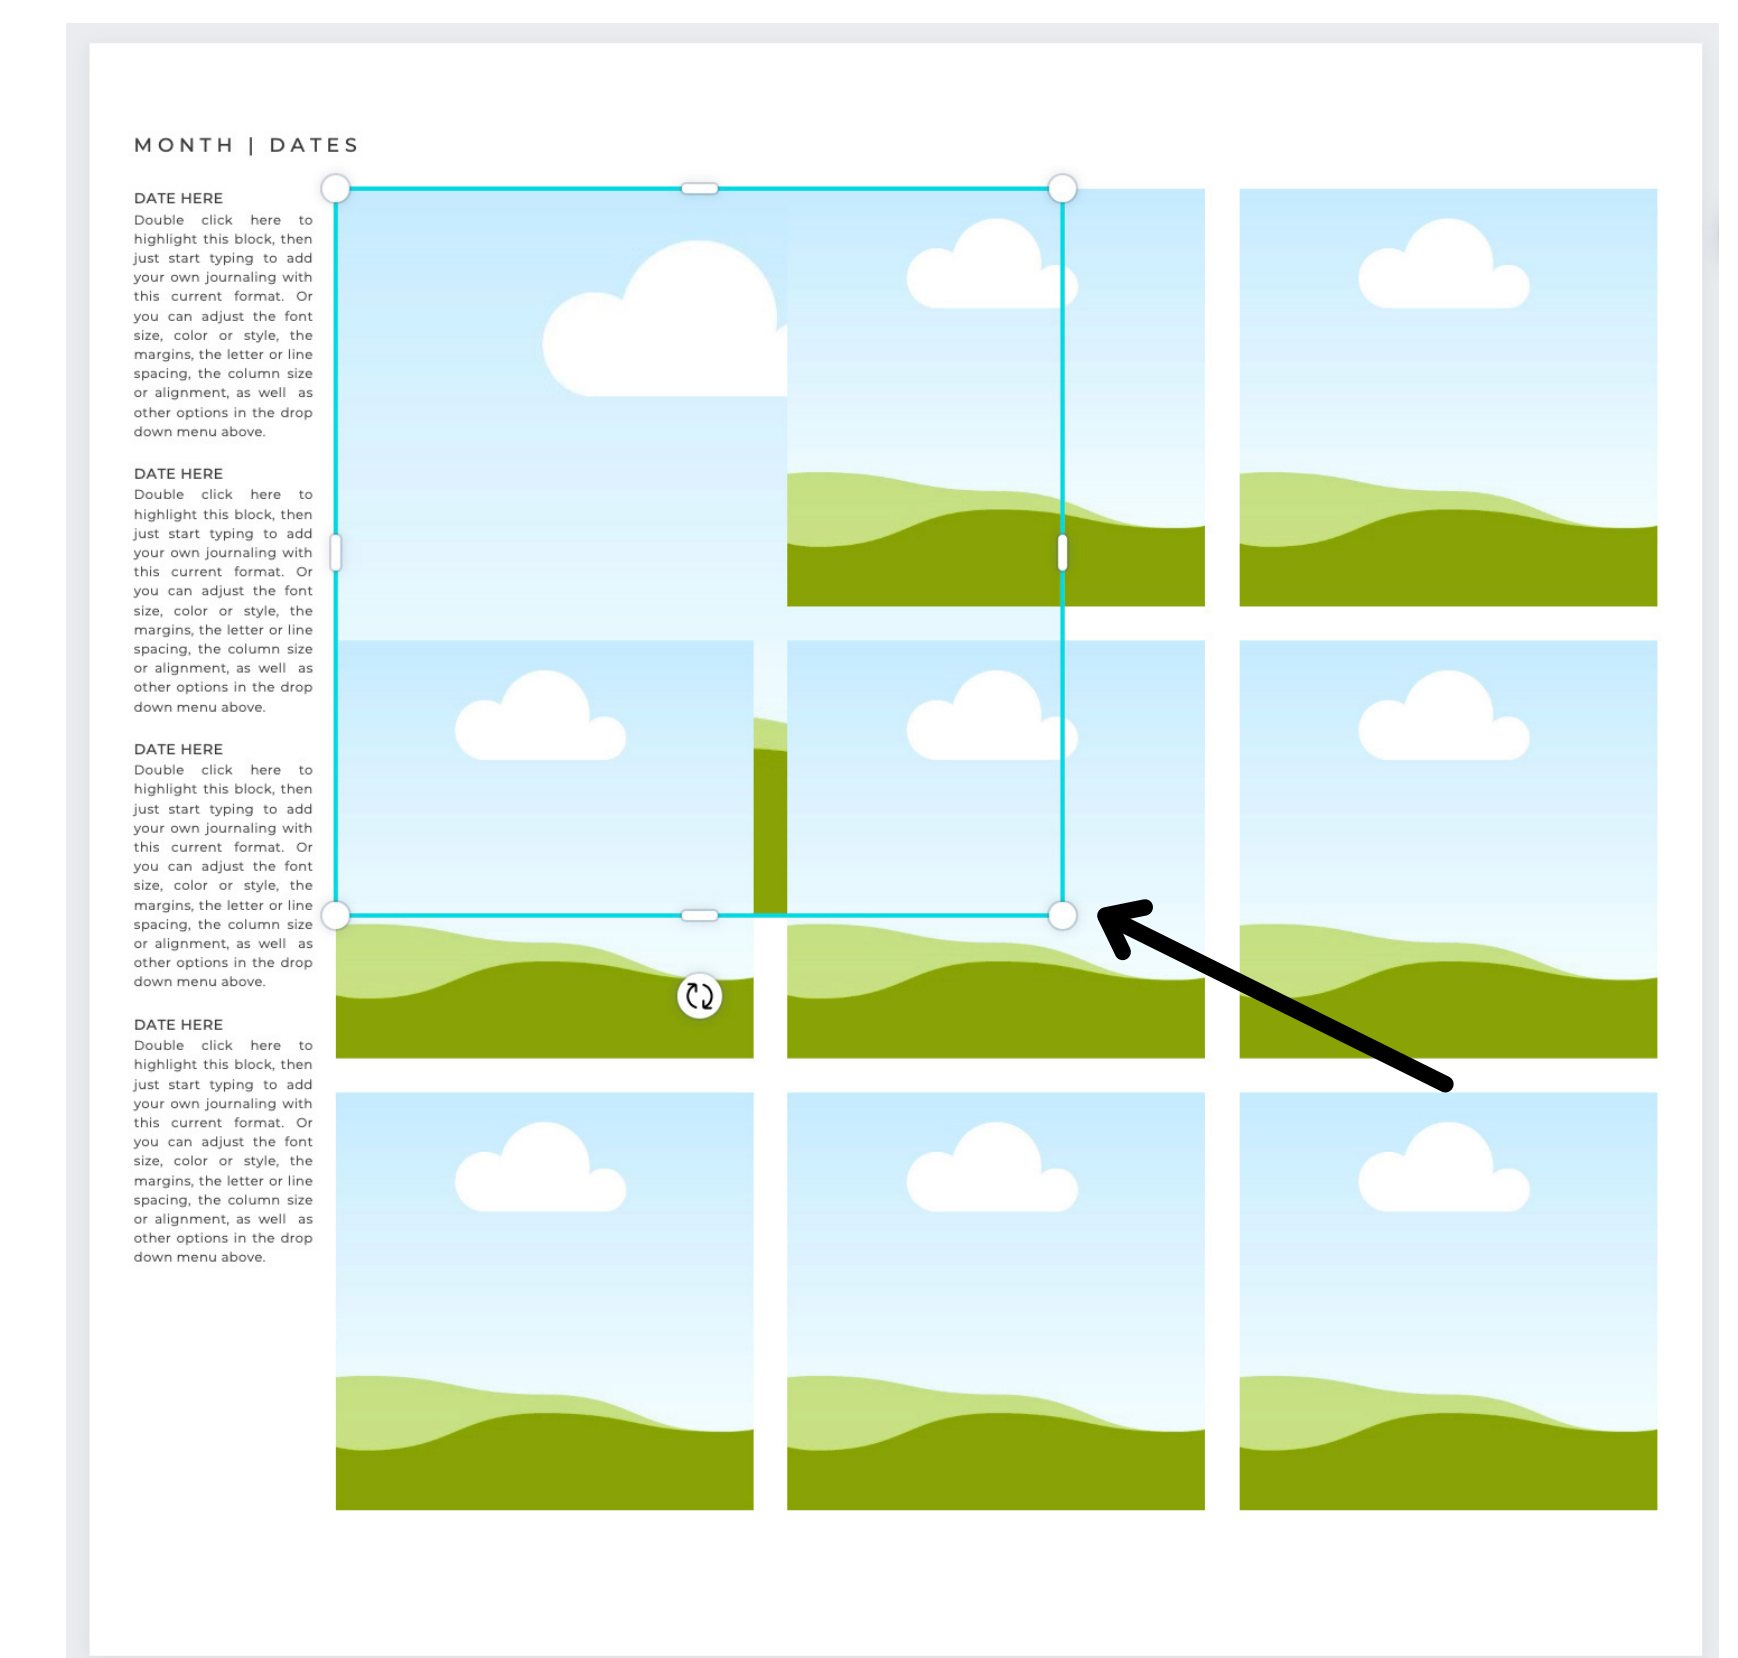 MONTH | DATES
DATE HERE
Double click here to
highlight this block, then
just start typing to add
your own journaling with
this current format. Or
you can adjust the font
size, color or style, the
margins, the letter or line
spacing, the column size
or alignment, as well as
other options in the drop
down menu above.
DATE HERE
Double click here to
highlight this block, then
just start typing to add
your own journaling with
this current format. Or
you can adjust the font
size, color or style, the
margins, the letter or line
spacing, the column size
or alignment, as well as
other options in the drop
down menu above.
DATE HERE
Double click here to
highlight this block, then
just start typing to add
your own journaling with
this current format. Or
you can adjust the font
size, color or style, the
margins, the letter or line
spacing, the column size
or alignment, as well as
other options in the drop
down menu above.
DATE HERE
Double click here to
highlight this block, then
just start typing to add
your own journaling with
this current format. Or
you can adjust the font
size, color or style, the
margins, the letter or line
spacing, the column size
or alignment, as well as
other options in the drop
down menu above.